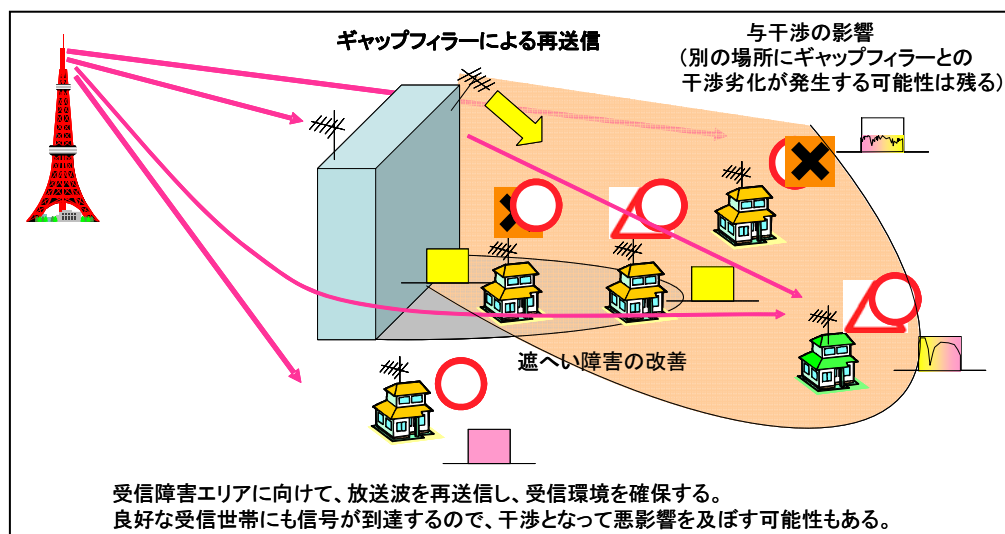 ギャップフィラーによる再送信
与干渉の影響
(別の場所にギャップフィラーとの
干渉劣化が発生する可能性は残る)
遮へい障害の改善
受信障害エリアに向けて、放送波を再送信し、受信環境を確保する。
良好な受信世帯にも信号が到達するので、干渉となって悪影響を及ぼす可能性もある。